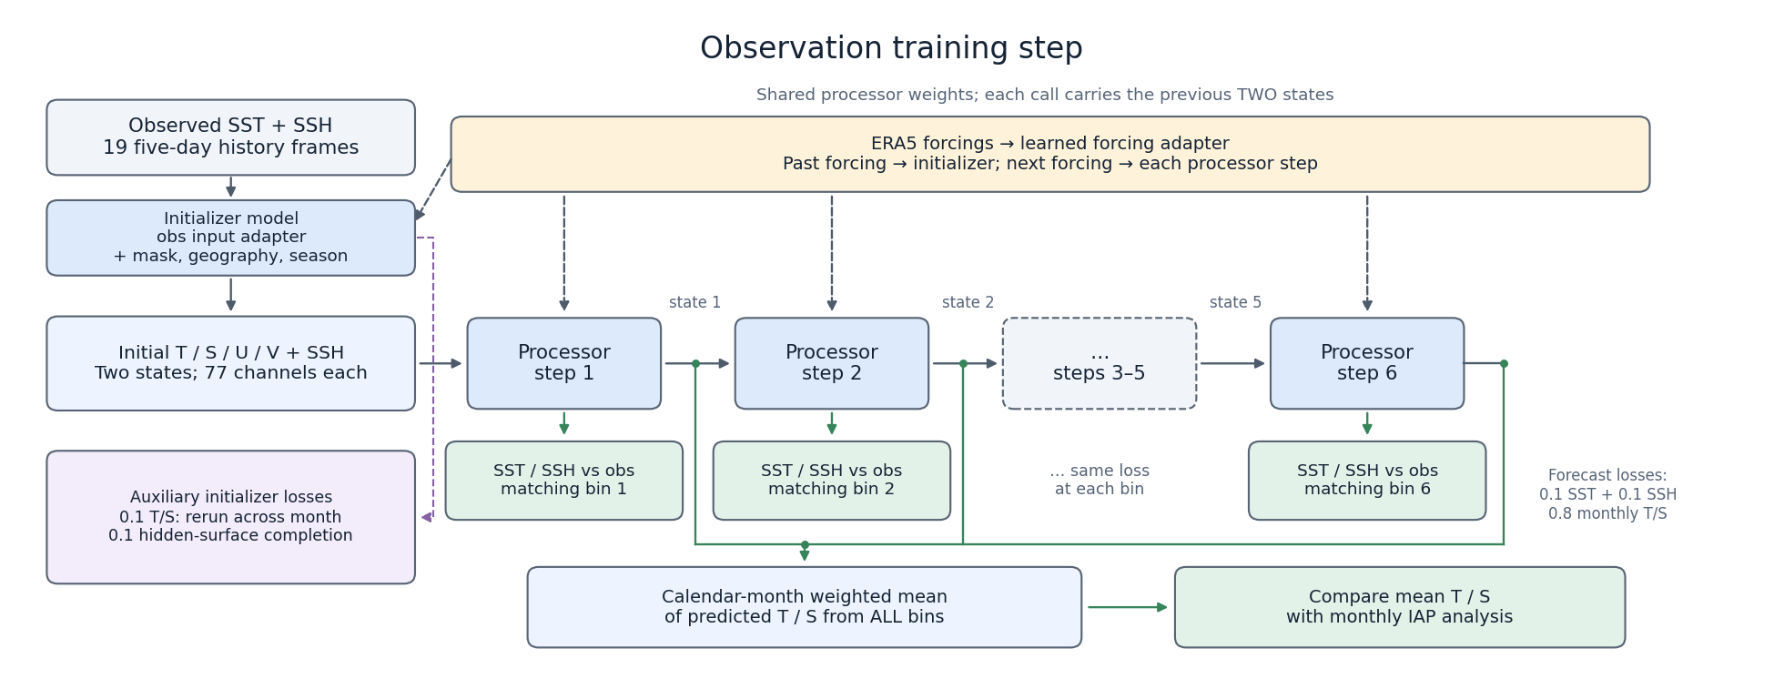 Observation training step
Shared processor weights; each call carries the previous TWO states
Observed SST + SSH
19 five-day history frames
ERA5 forcings → learned forcing adapter
Past forcing → initializer; next forcing → each processor step
Initializer model
obs input adapter
+ mask, geography, season
state 1
state 2
state 5
Initial T / S / U / V + SSH
Two states; 77 channels each
Processor
step 1
Processor
step 2
...
steps 3–5
Processor
step 6
Auxiliary initializer losses
0.1 T/S: rerun across month
0.1 hidden-surface completion
SST / SSH vs obs
matching bin 1
SST / SSH vs obs
matching bin 2
... same loss
at each bin
SST / SSH vs obs
matching bin 6
Forecast losses:
0.1 SST + 0.1 SSH
0.8 monthly T/S
Calendar-month weighted mean
of predicted T / S from ALL bins
Compare mean T / S
with monthly IAP analysis